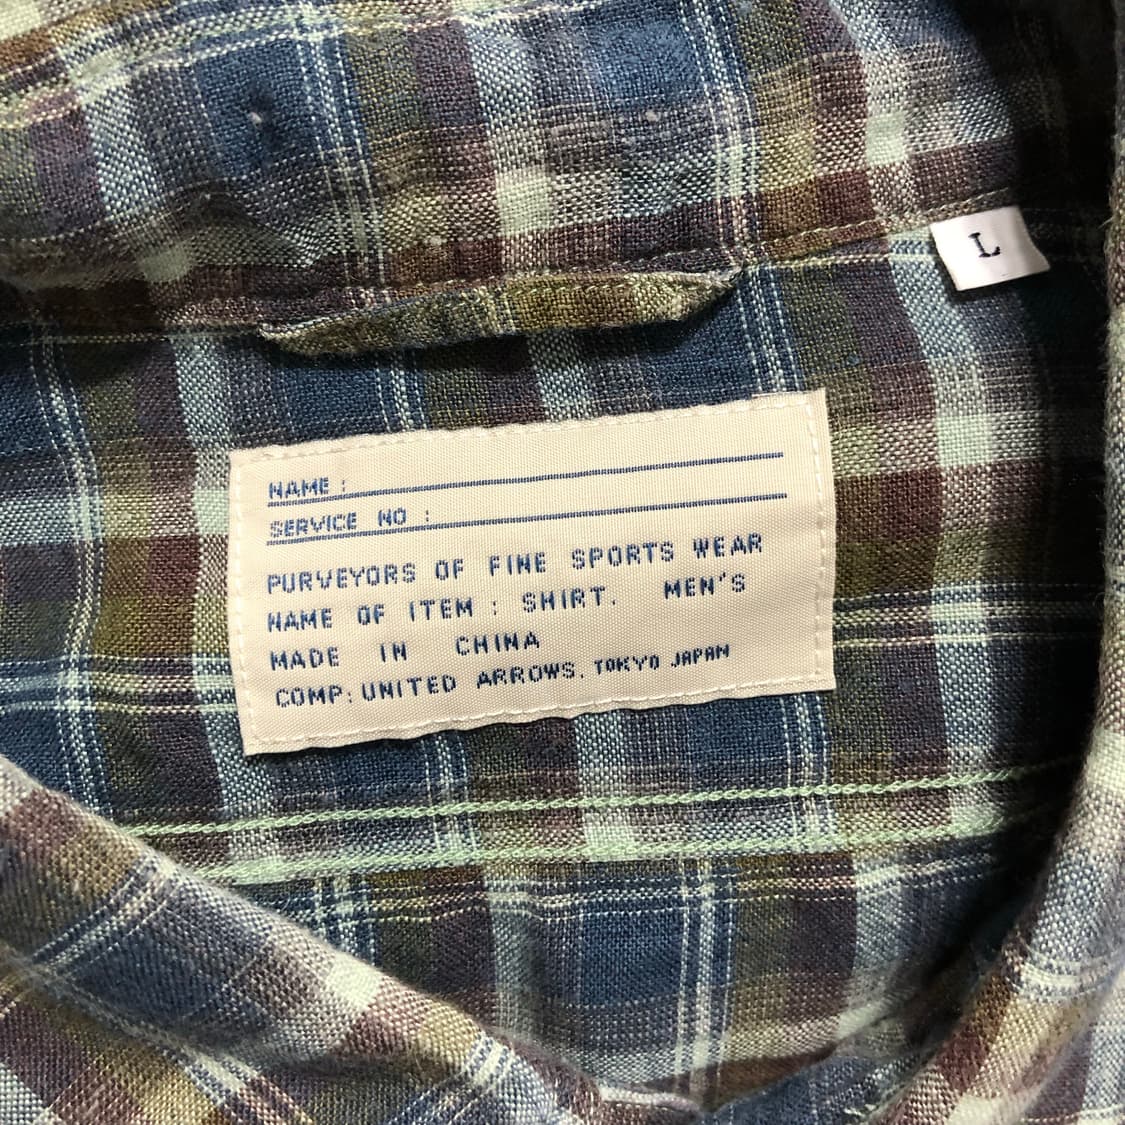 L
NAME :
SERVICE NO :
PURVEYORS OF FINE SPORTS WEAR
NAME OF ITEM : SHIRT. MEN'S
MADE IN CHINA
COMP: UNITED ARROWS. TOKYO JAPAN